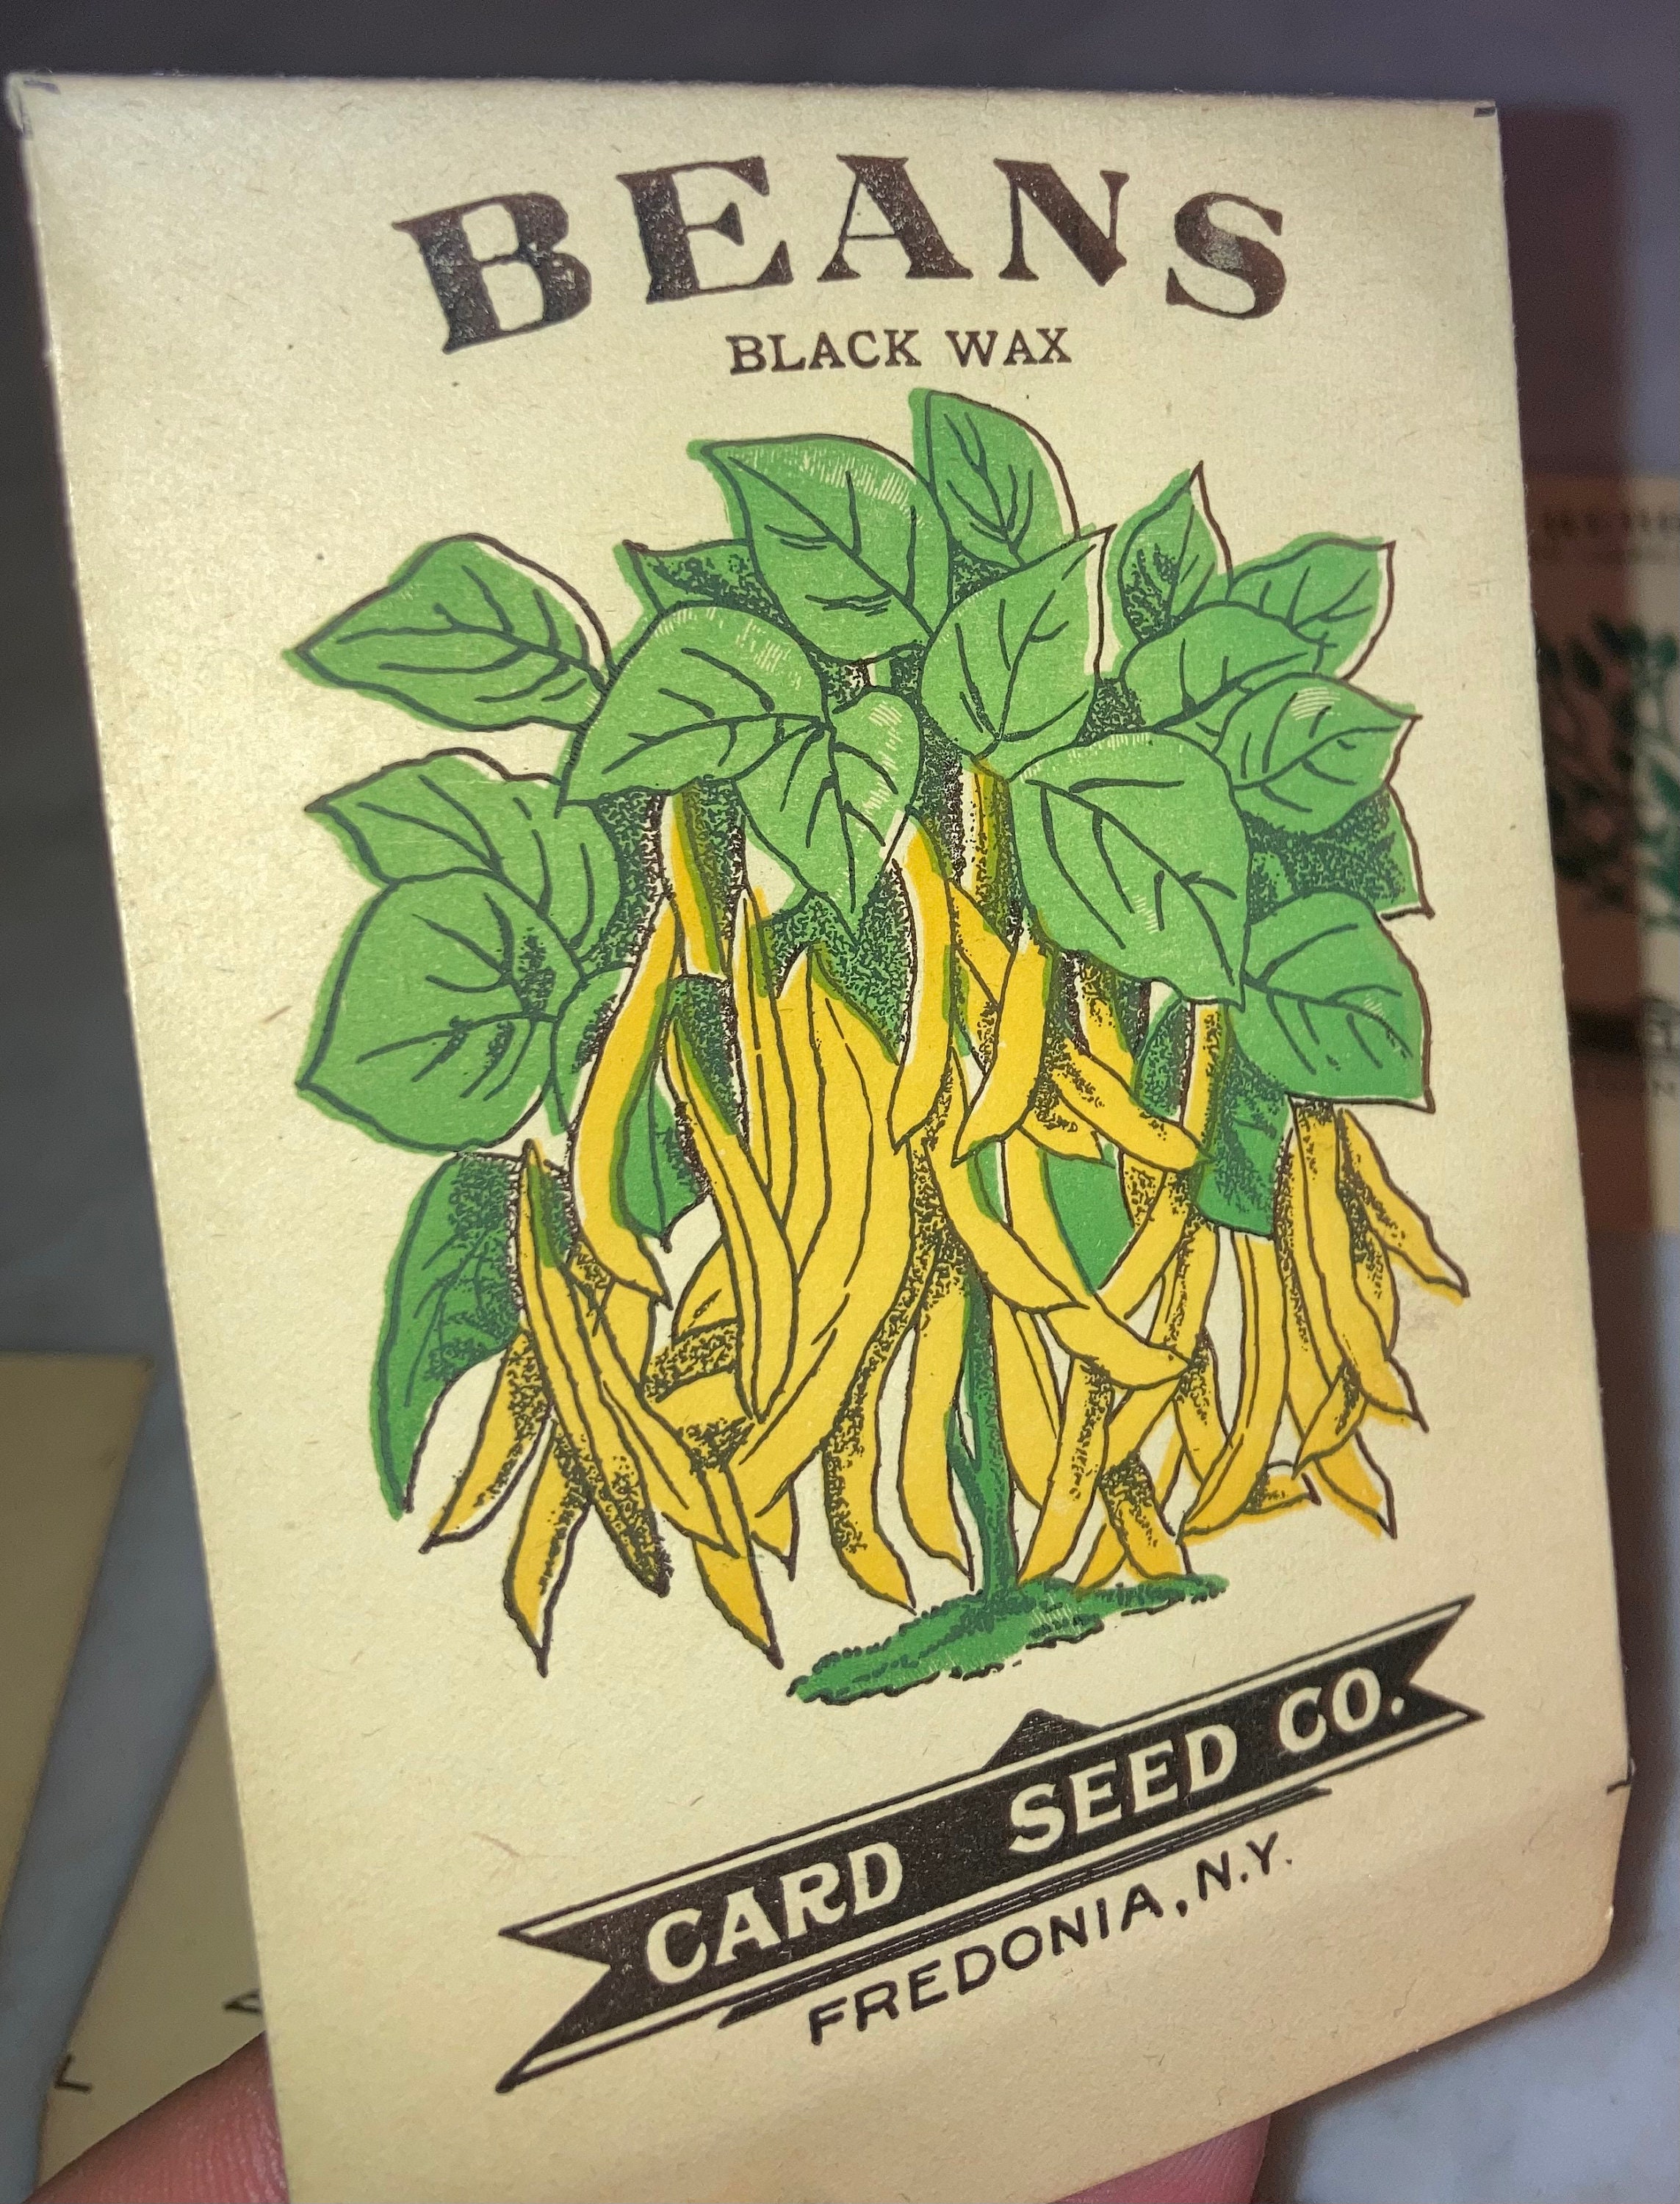 BEANS
BLACK WAX
CARD SEED CO.
FREDONIA, N.Y.